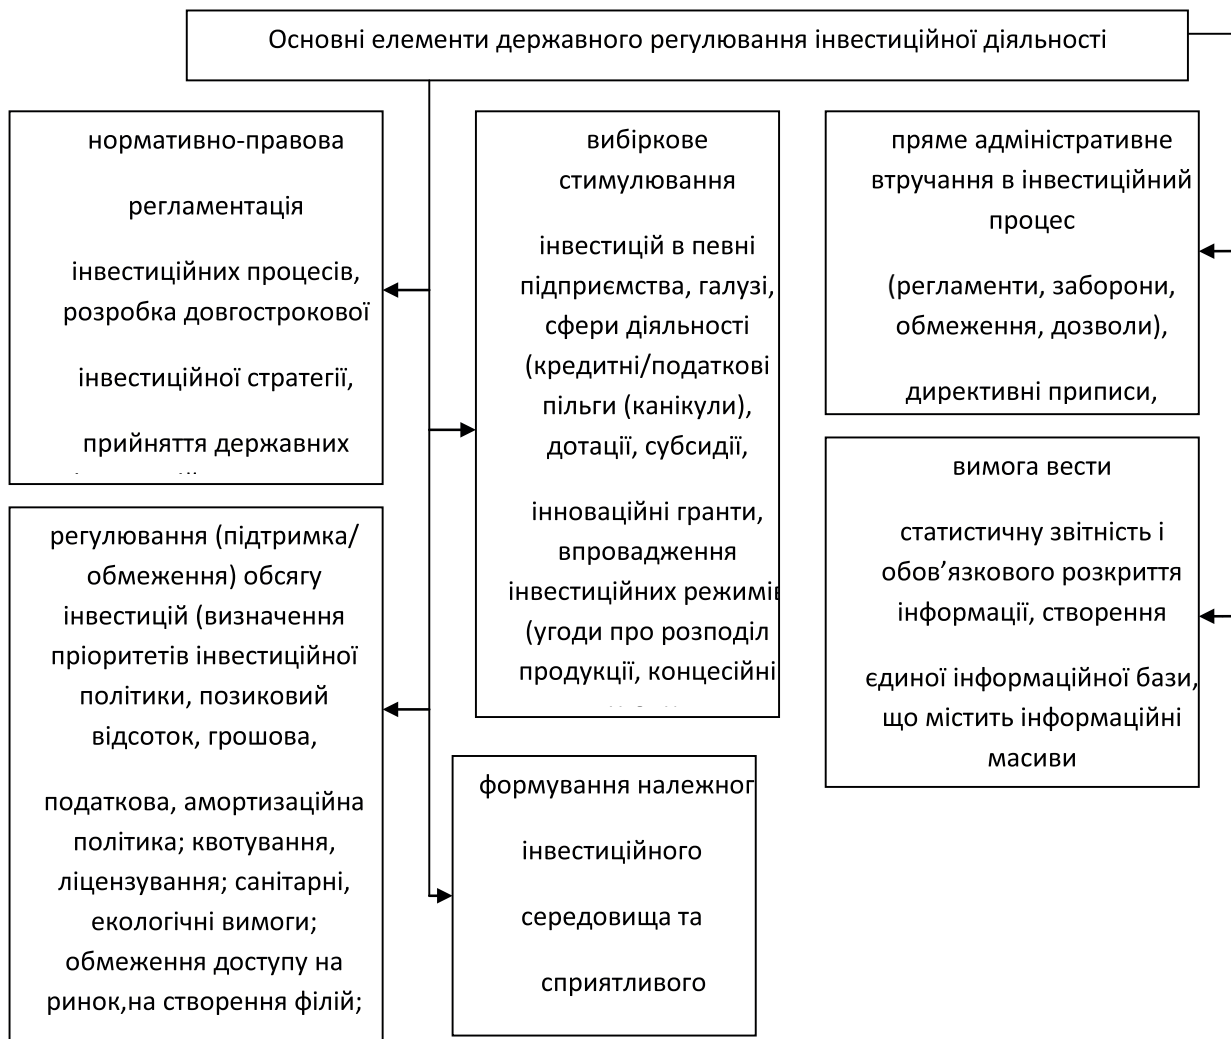 Основні елементи державного регулювання інвестиційної діяльності
нормативно-правова
регламентація
інвестиційних процесів,
розробка довгострокової
інвестиційної стратегії,
прийняття державних
регулювання (підтримка/
обмеження) обсягу
інвестицій (визначення
пріоритетів інвестиційної
політики, позиковий
відсоток, грошова,
податкова, амортизаційна
політика; квотування,
ліцензування; санітарні,
екологічні вимоги;
обмеження доступу на
ринок,на створення філій;
вибіркове
стимулювання
інвестицій в певні
підприємства, галузі,
сфери діяльності
(кредитні/податкові
пільги (канікули),
дотації, субсидії,
інноваційні гранти,
впровадження
інвестиційних режимів
(угоди про розподіл
продукції, концесійні
формування належног
інвестиційного
середовища та
сприятливого
пряме адміністративне
втручання в інвестиційний
процес
(регламенти, заборони,
обмеження, дозволи),
директивні приписи,
вимога вести
статистичну звітність і
обов’язкового розкриття
інформації, створення
єдиної інформаційної бази,
що містить інформаційні
масиви